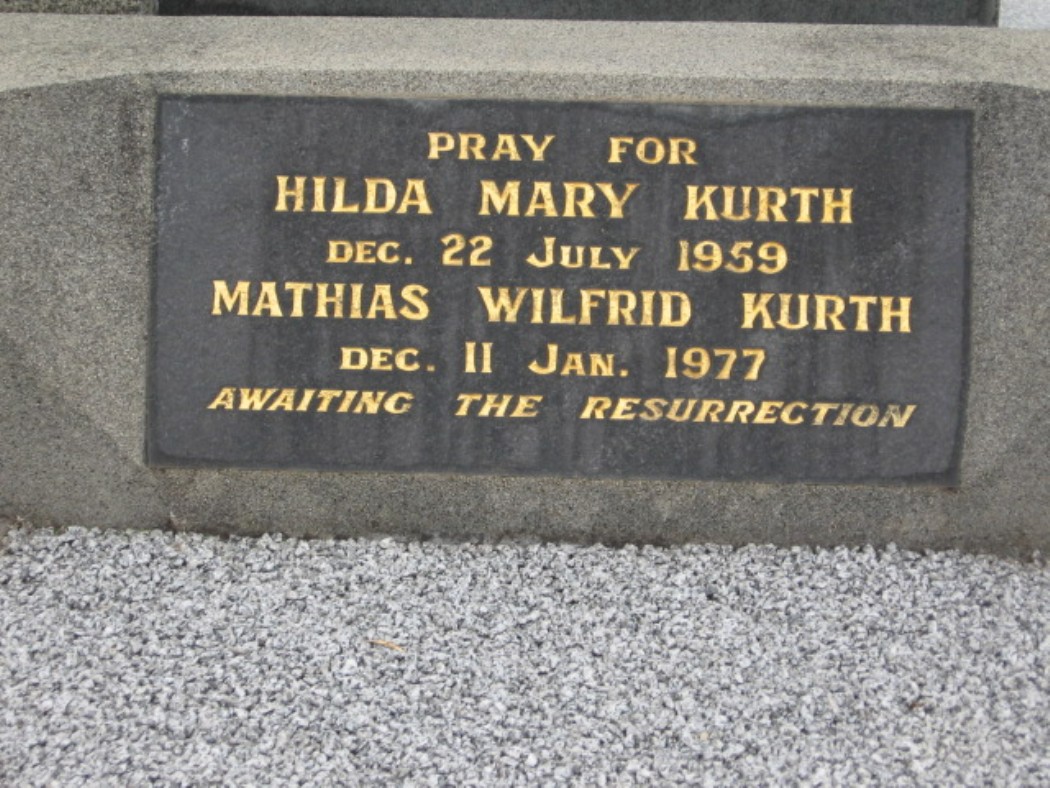 PRAY FOR
HILDA MARY KURTH
DEC. 22 JULY 1959
MATHIAS WILFRID KURTH
DEC. 11 JAN. 1977
AWAITING THE RESURRECTION